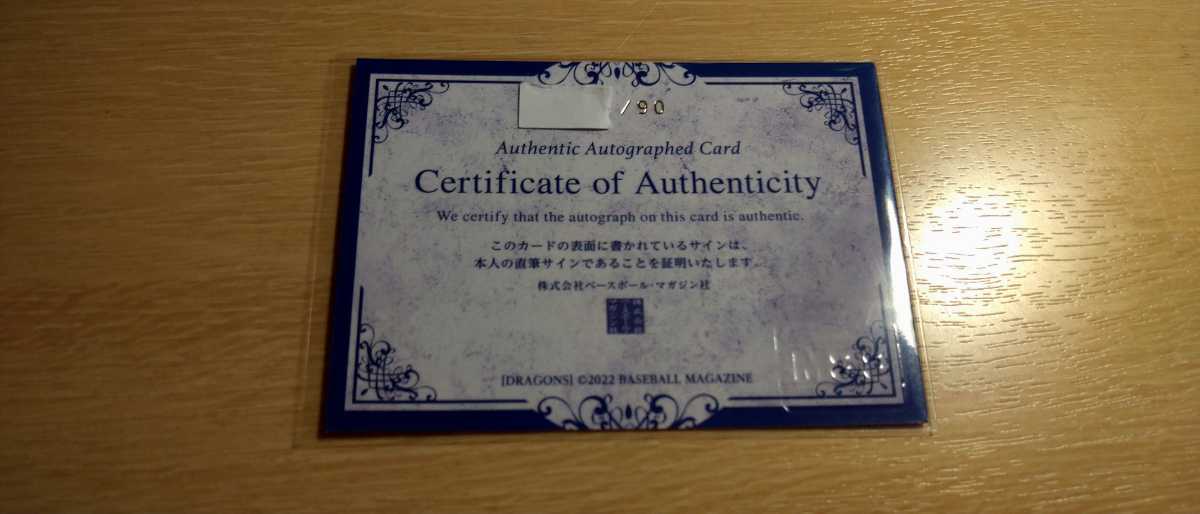 /90
Authentic Autographed Card
Certificate of Authenticity
We certify that the autograph on this card is authentic.
このカードの表面に書かれているサインは、
本人の直筆サインであることを証明いたします。
株式会社ベースボール・マガジン社
[DRAGONS] ©2022 BASEBALL MAGAZINE